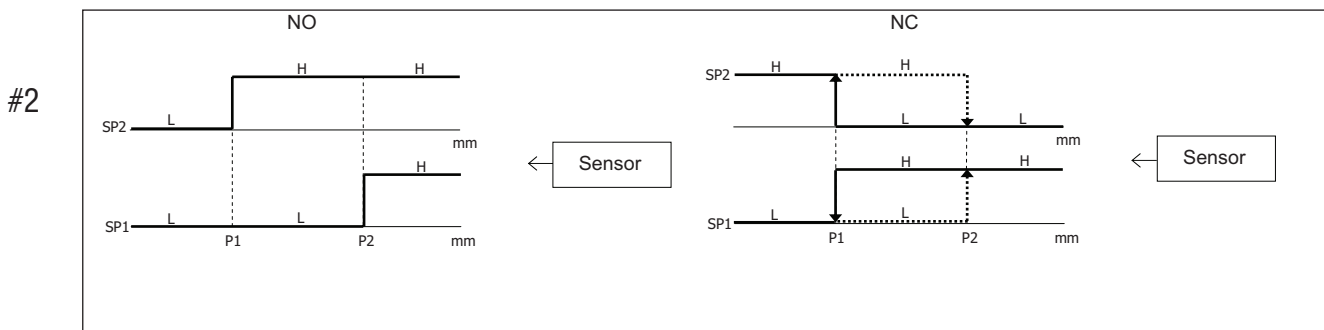 NO
NC
#2
H H
SP2 L
mm
H
SP1 L L
P1 P2 mm
Sensor
SP2 H H
L L
mm
H H
SP1 L L
P1 P2 mm
Sensor